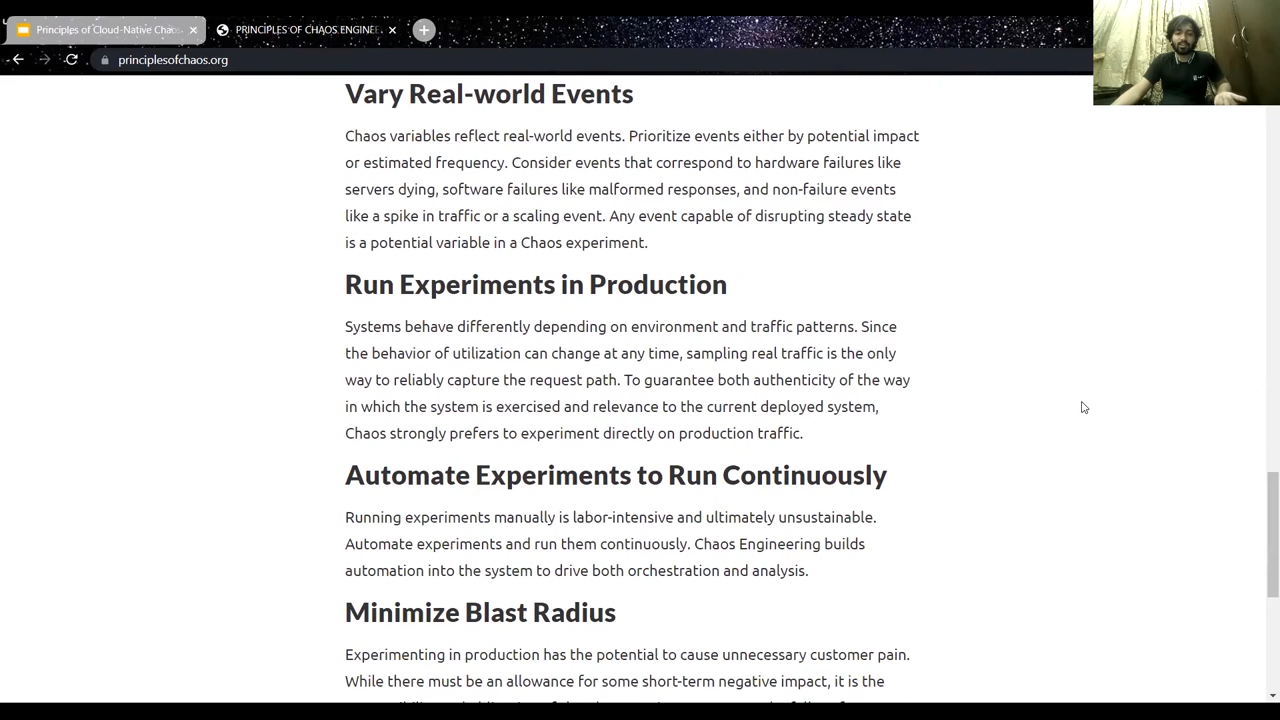 Principles of Cloud-Native Chaos
PRINCIPLES OF CHAOS ENGINEE
principlesofchaos.org
Vary Real-world Events
Chaos variables reflect real-world events. Prioritize events either by potential impact
or estimated frequency. Consider events that correspond to hardware failures like
servers dying, software failures like malformed responses, and non-failure events
like a spike in traffic or a scaling event. Any event capable of disrupting steady state
is a potential variable in a Chaos experiment.
Run Experiments in Production
Systems behave differently depending on environment and traffic patterns. Since
the behavior of utilization can change at any time, sampling real traffic is the only
way to reliably capture the request path. To guarantee both authenticity of the way
in which the system is exercised and relevance to the current deployed system,
Chaos strongly prefers to experiment directly on production traffic.
Automate Experiments to Run Continuously
Running experiments manually is labor-intensive and ultimately unsustainable.
Automate experiments and run them continuously. Chaos Engineering builds
automation into the system to drive both orchestration and analysis.
Minimize Blast Radius
Experimenting in production has the potential to cause unnecessary customer pain.
While there must be an allowance for some short-term negative impact, it is the